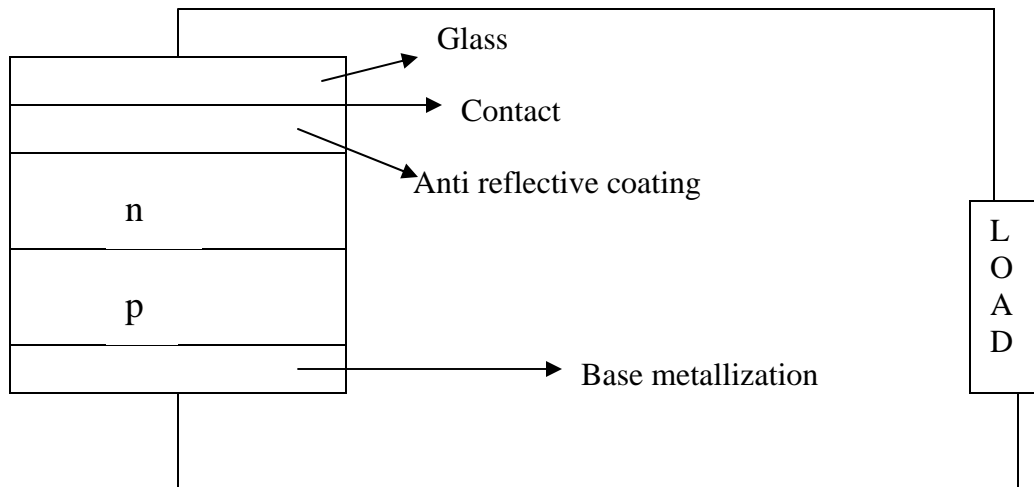 Glass
Contact
Anti reflective coating
n
p
Base metallization
L
O
A
D